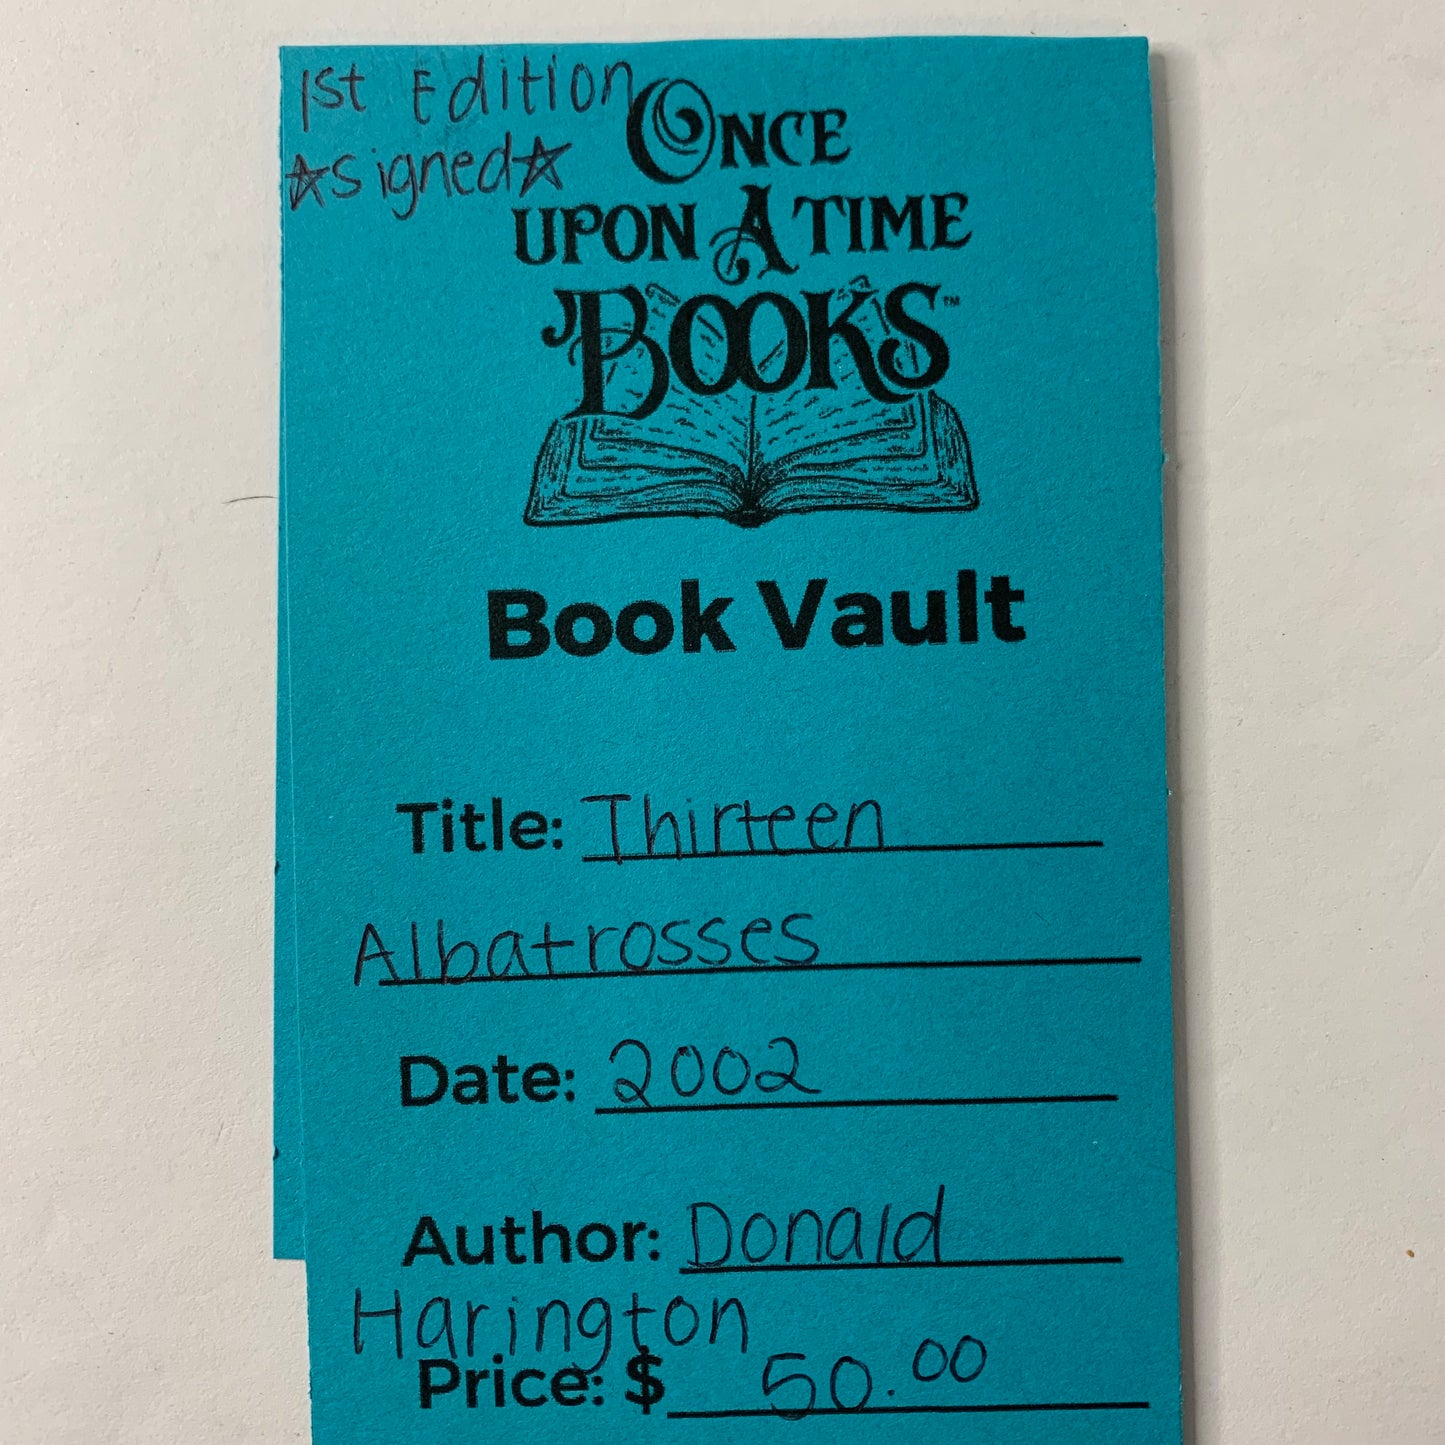 1st Edition
☆signed☆
ONCE
UPON A TIME
BOOKS™
Book Vault
Title: Thirteen
Albatrosses
Date: 2002
Author: Donald
Harington
Price: $ 50.00